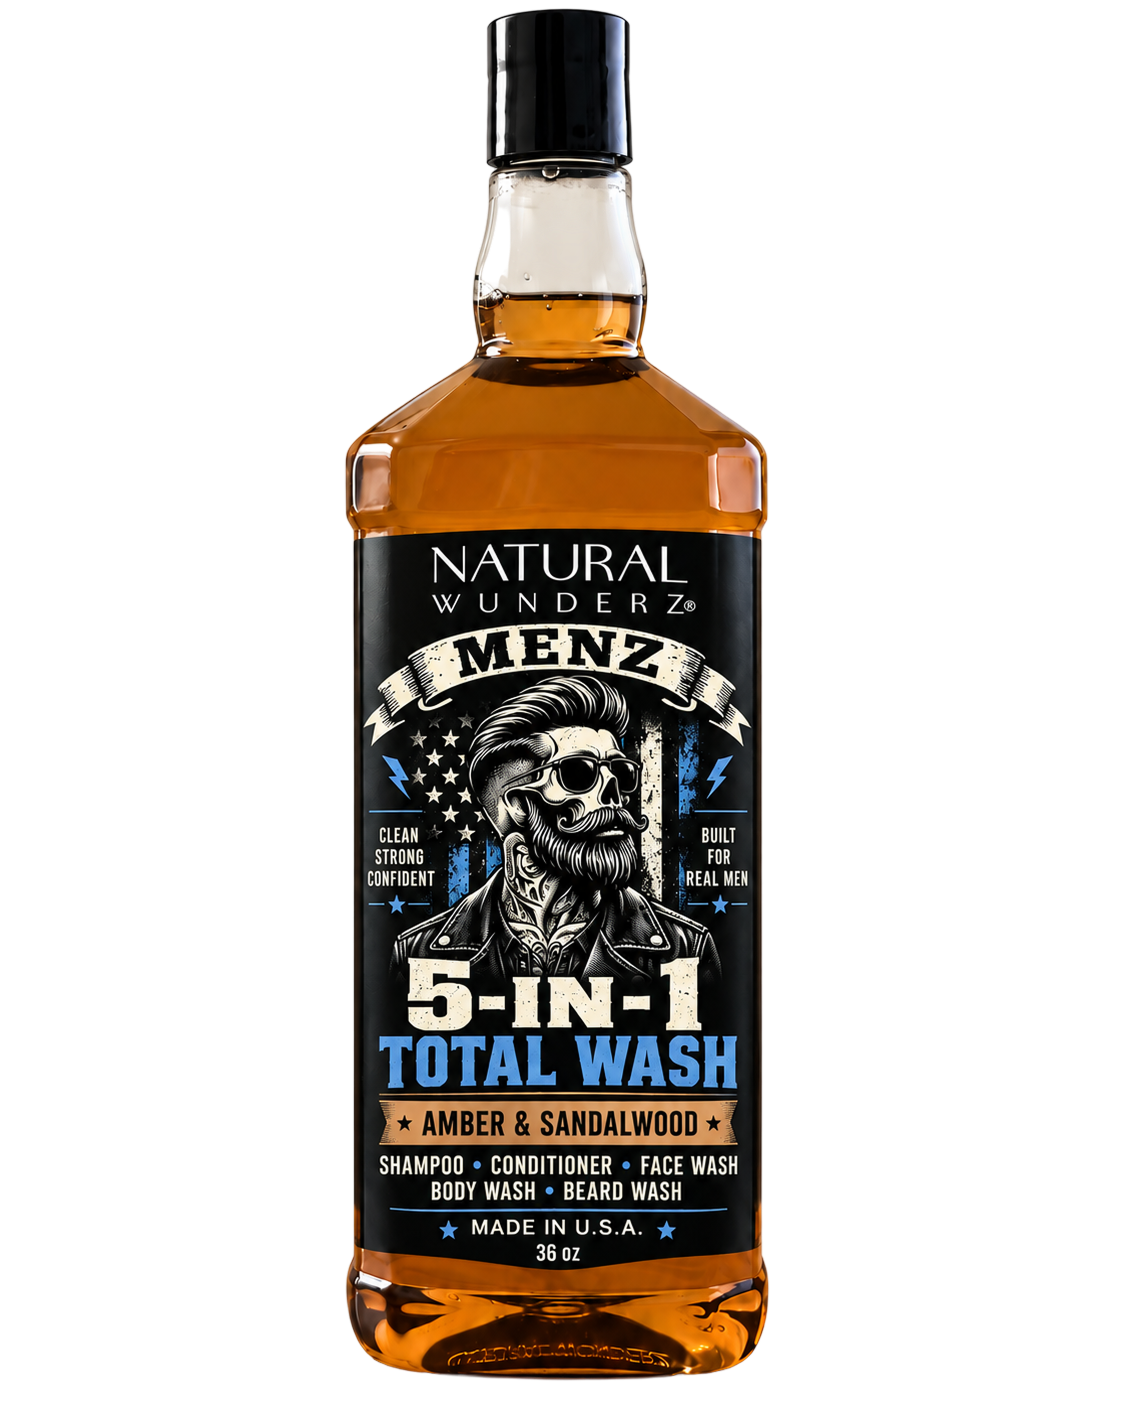 NATURAL
WUNDERZ®
MENZ
CLEAN
STRONG
CONFIDENT
BUILT
FOR
REAL MEN
5-IN-1
TOTAL WASH
AMBER & SANDALWOOD
SHAMPOO • CONDITIONER • FACE WASH
BODY WASH • BEARD WASH
MADE IN U.S.A.
36 oz